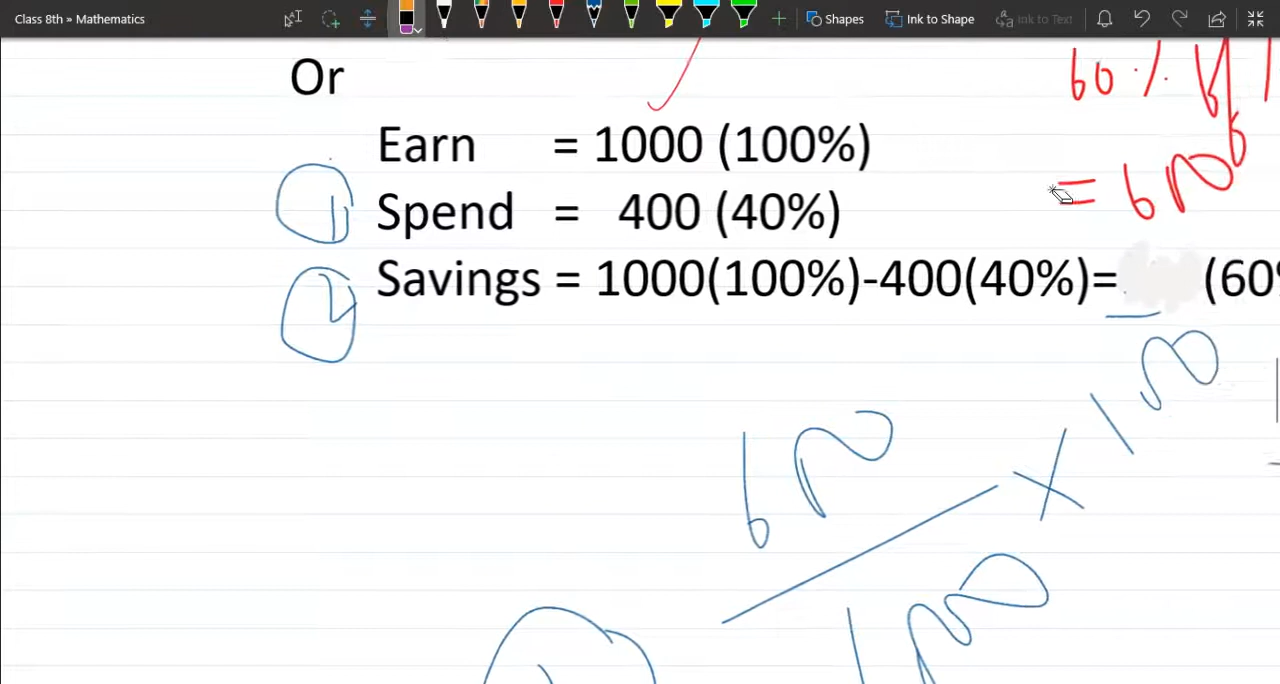 Class 8th » Mathematics
Shapes
Ink to Shape
Ink to Text
Or
60% of
Earn = 1000 (100%)
= 600
1 Spend = 400 (40%)
2 Savings = 1000(100%)-400(40%)= (60%
600
× 100
1000